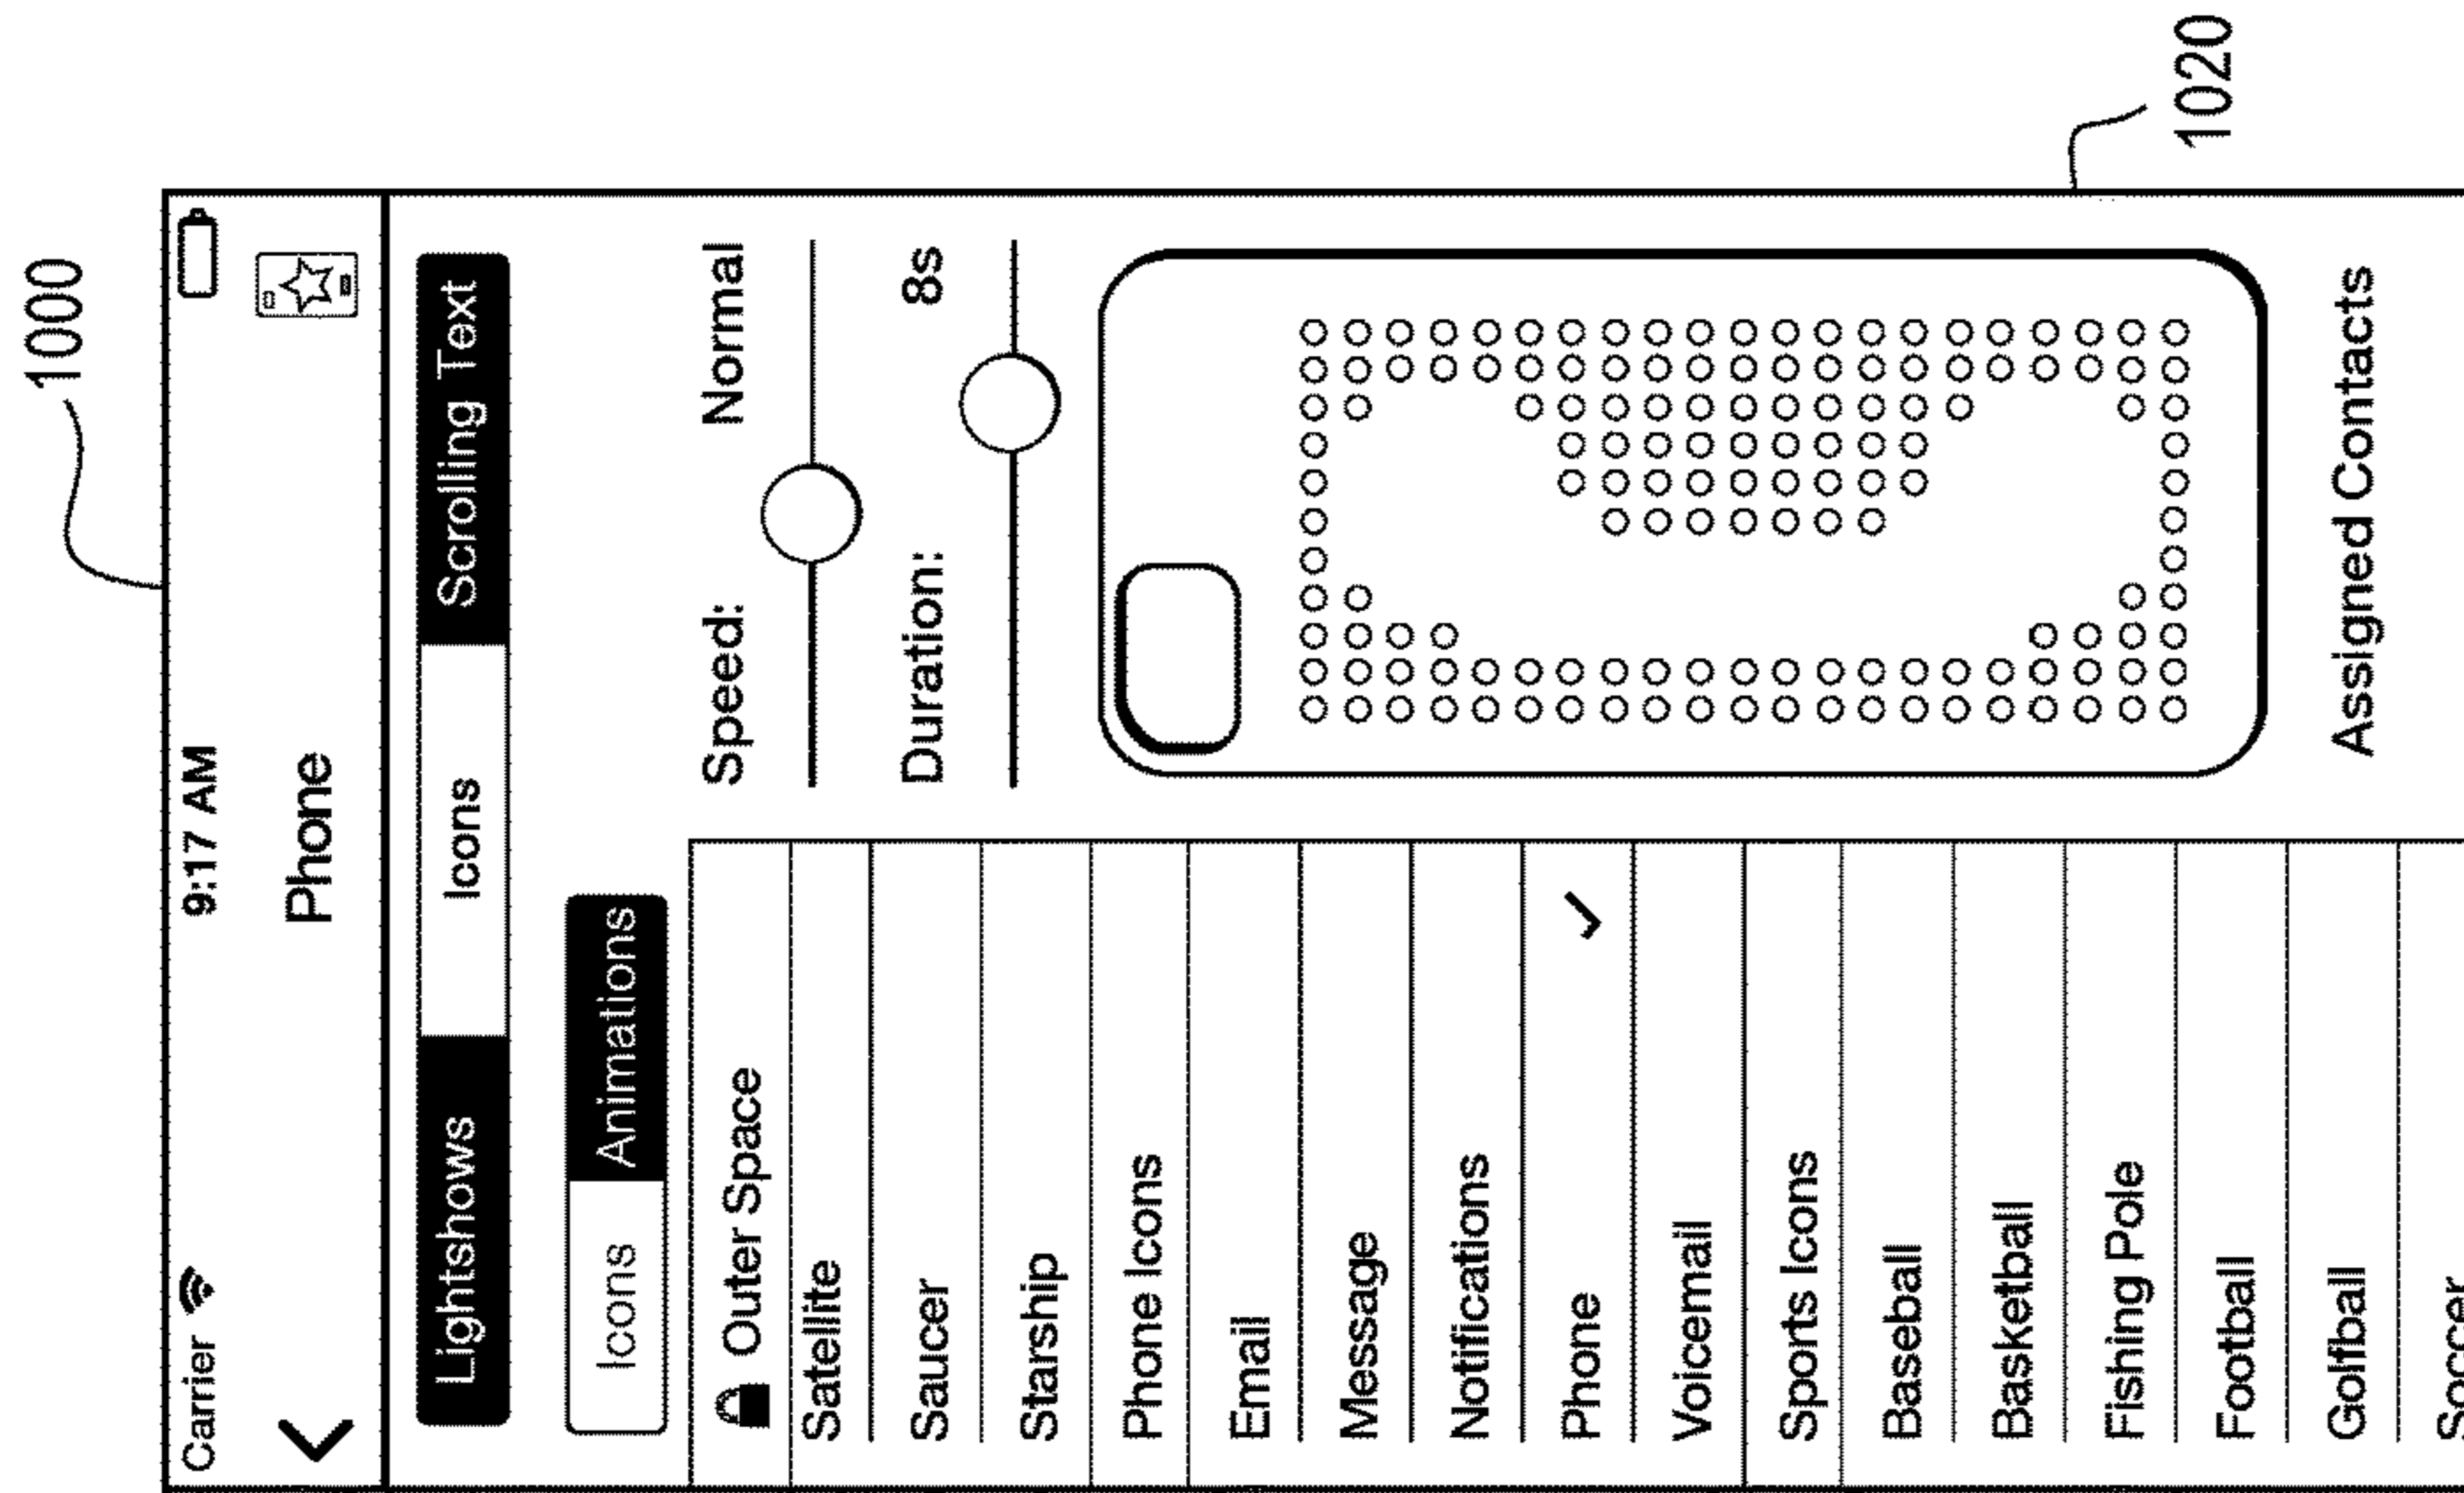 1000
Carrier 9:17 AM
Phone
Lightshows Icons Scrolling Text
Icons Animations
Outer Space
Satellite
Saucer
Starship
Phone Icons
Email
Message
Notifications
Phone
Voicemail
Sports Icons
Baseball
Basketball
Fishing Pole
Football
Golfball
Soccer
Speed: Normal
Duration: 8s
Assigned Contacts
1020